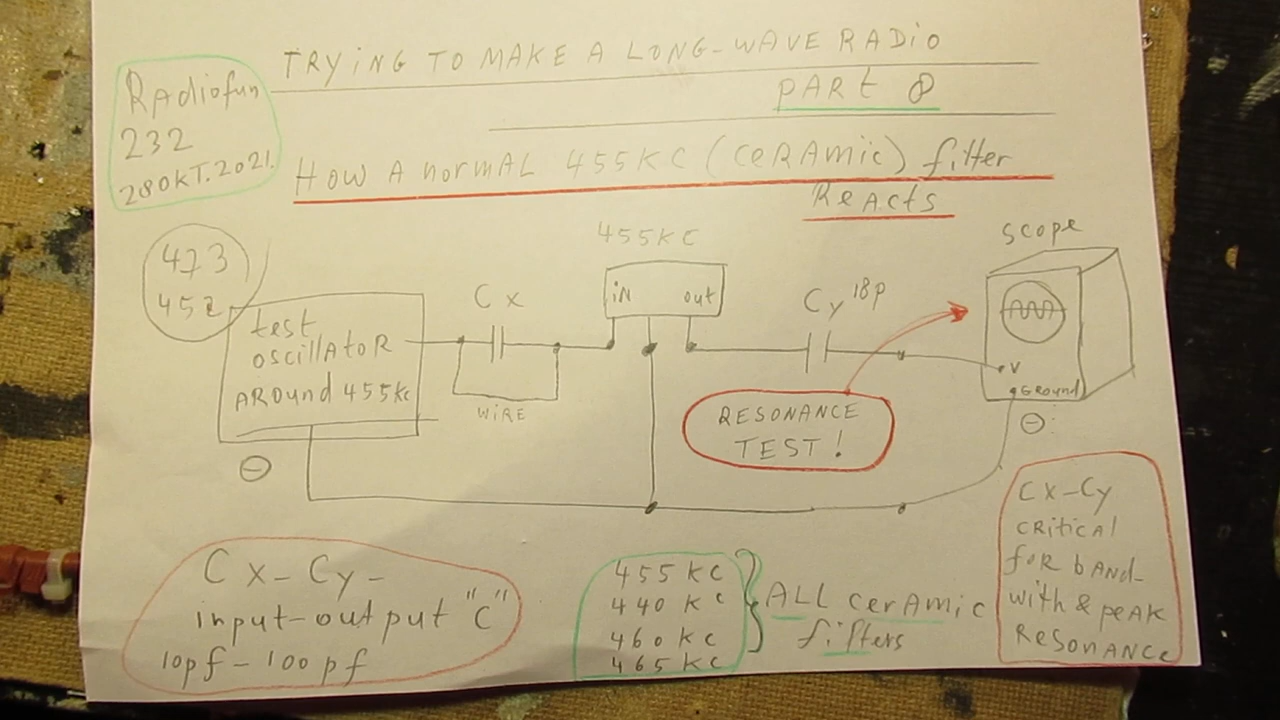 TRYING TO MAKE A LONG-WAVE RADIO
PART 8
Radiofun
232
28 OKT. 2021.
HOW A NORMAL 455KC (CERAMIC) filter
REACTS
473
452
test
OSCILLATOR
AROUND 455Kc
⊖
Cx
WIRE
455KC
IN
out
Cy 18p
SCOPE
V
GROUND
⊖
RESONANCE
TEST!
Cx-Cy
CRITICAL
FOR bAND-
with & PEAK
RESONANCE
Cx-Cy-
input-output "C"
10pf-100pf
455 KC
440 KC
460 KC
465 KC
ALL ceramic
filters